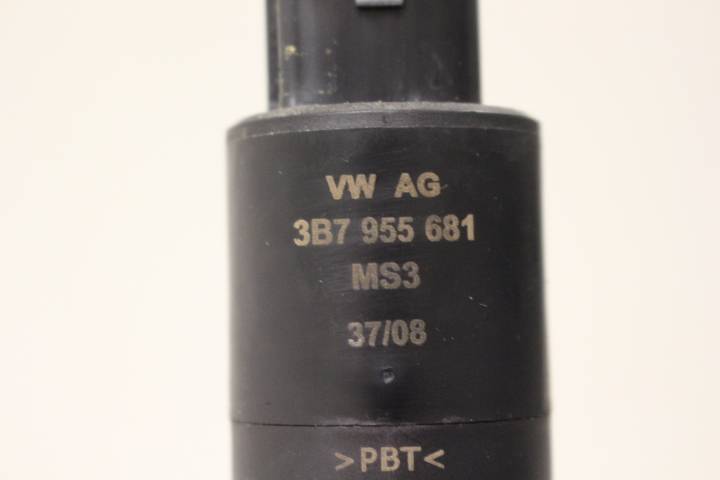 VW AG
3B7 955 681
MS3
37/08
>PBT<